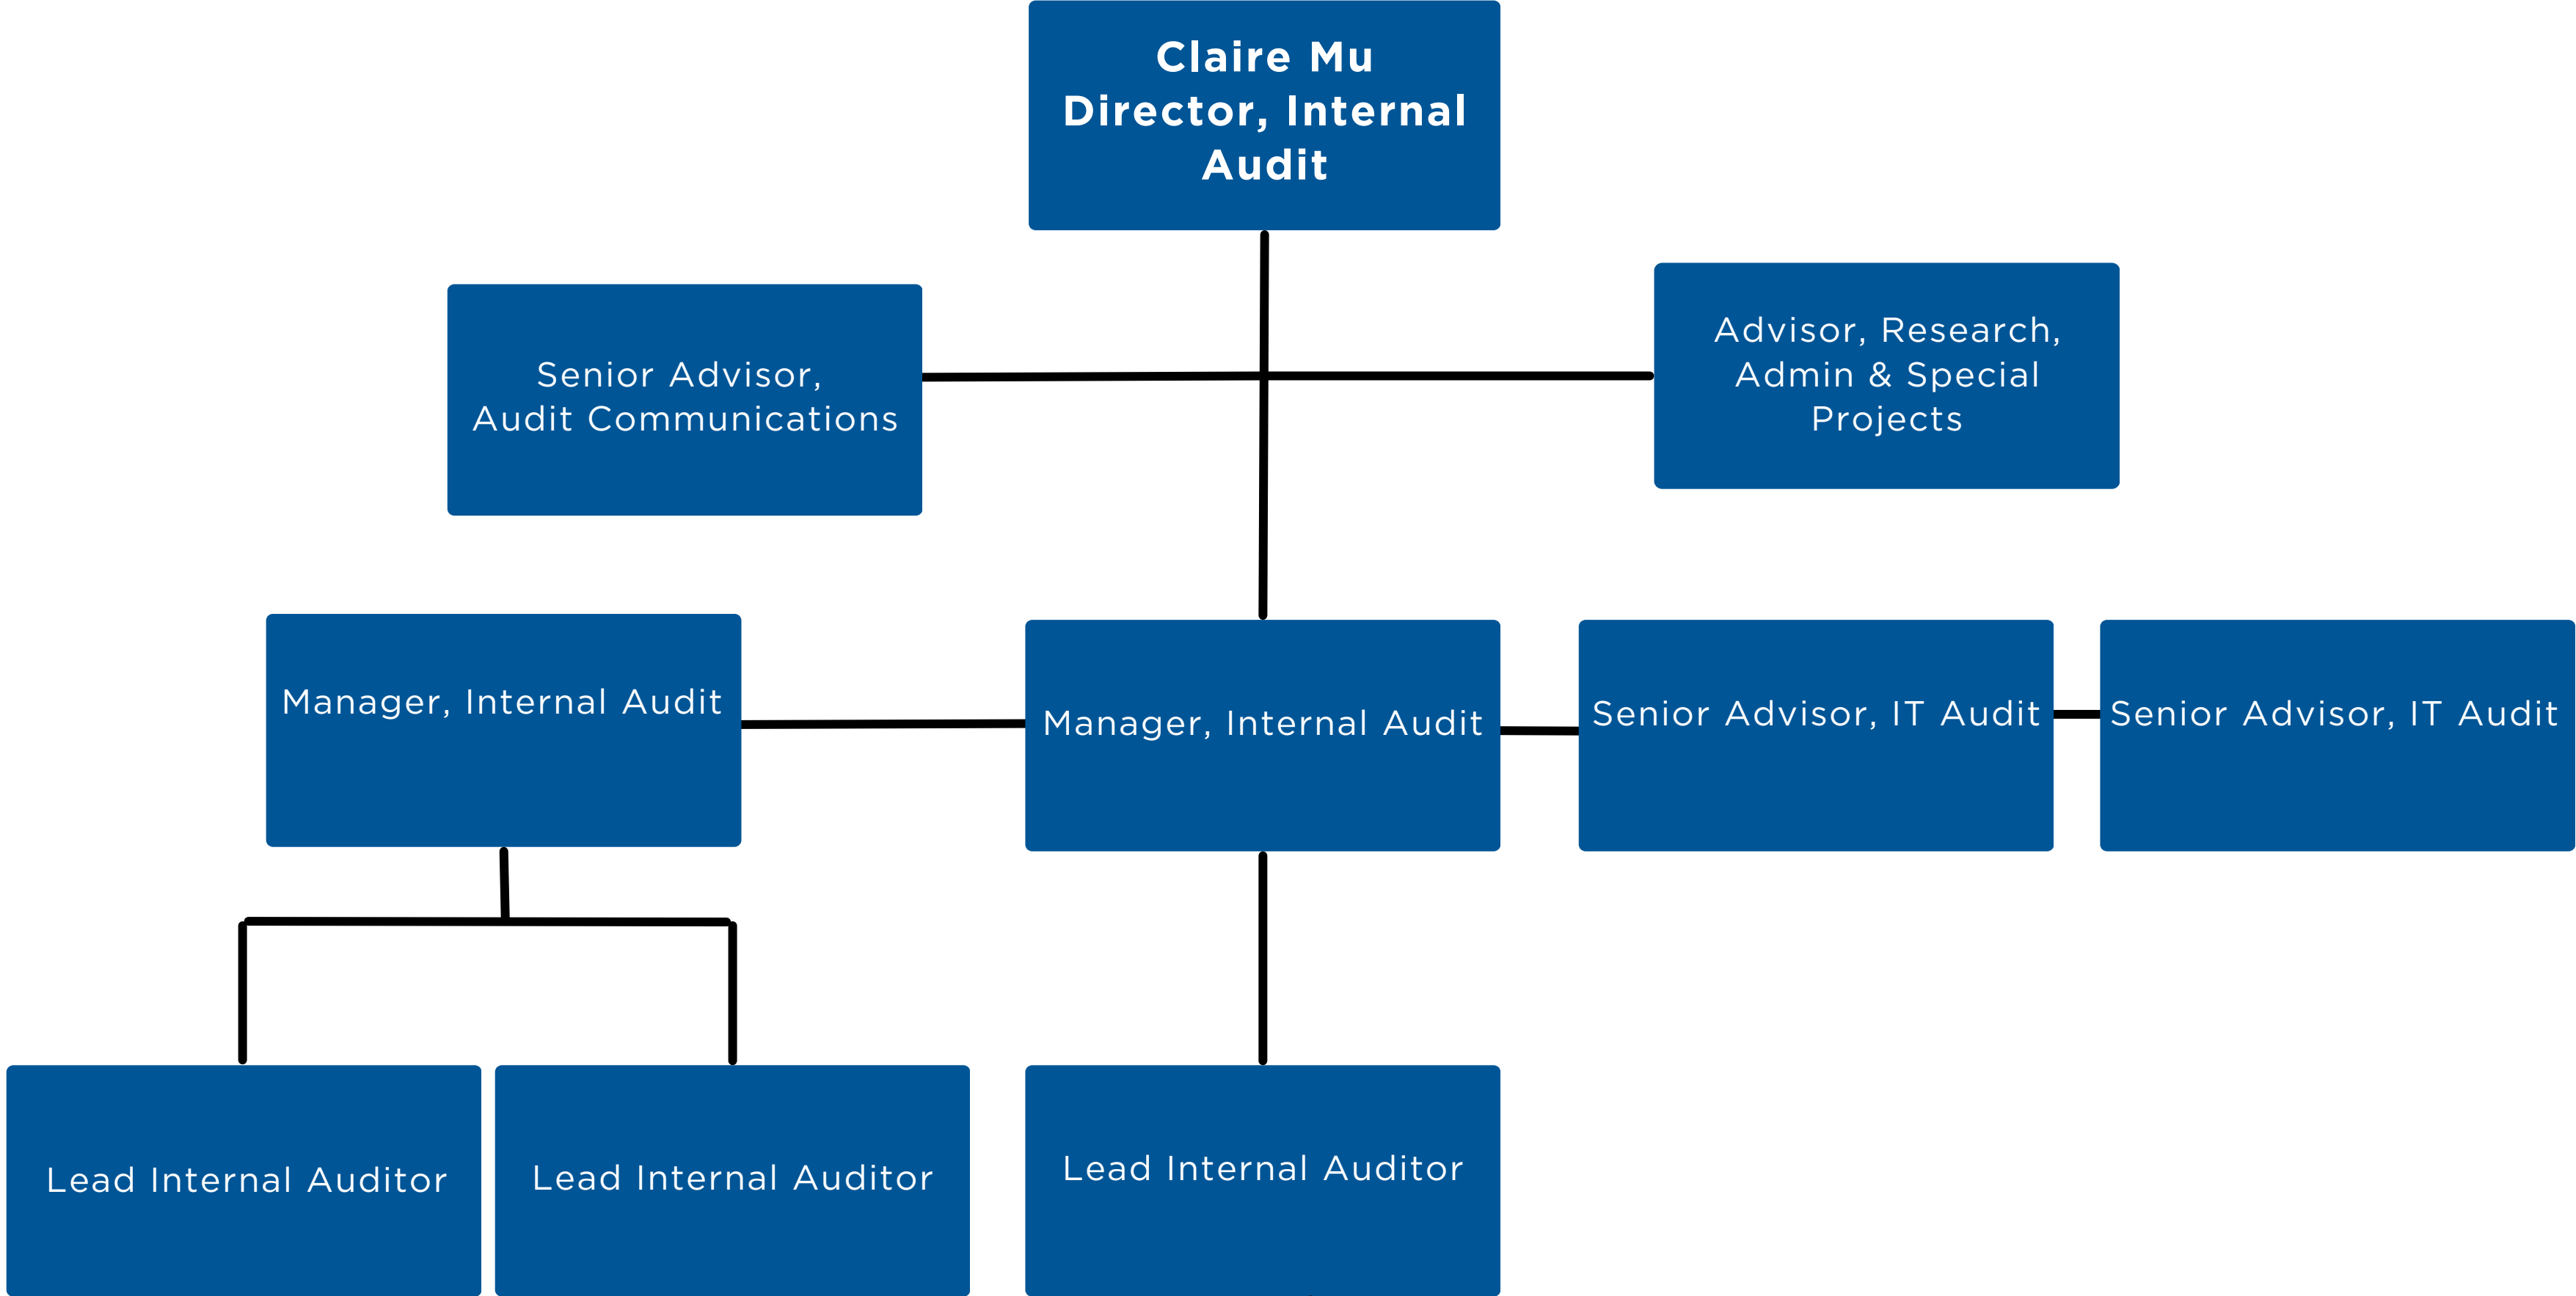 Claire Mu
Director, Internal
Audit
Senior Advisor,
Audit Communications
Advisor, Research,
Admin & Special
Projects
Manager, Internal Audit
Manager, Internal Audit
Senior Advisor, IT Audit
Senior Advisor, IT Audit
Lead Internal Auditor
Lead Internal Auditor
Lead Internal Auditor